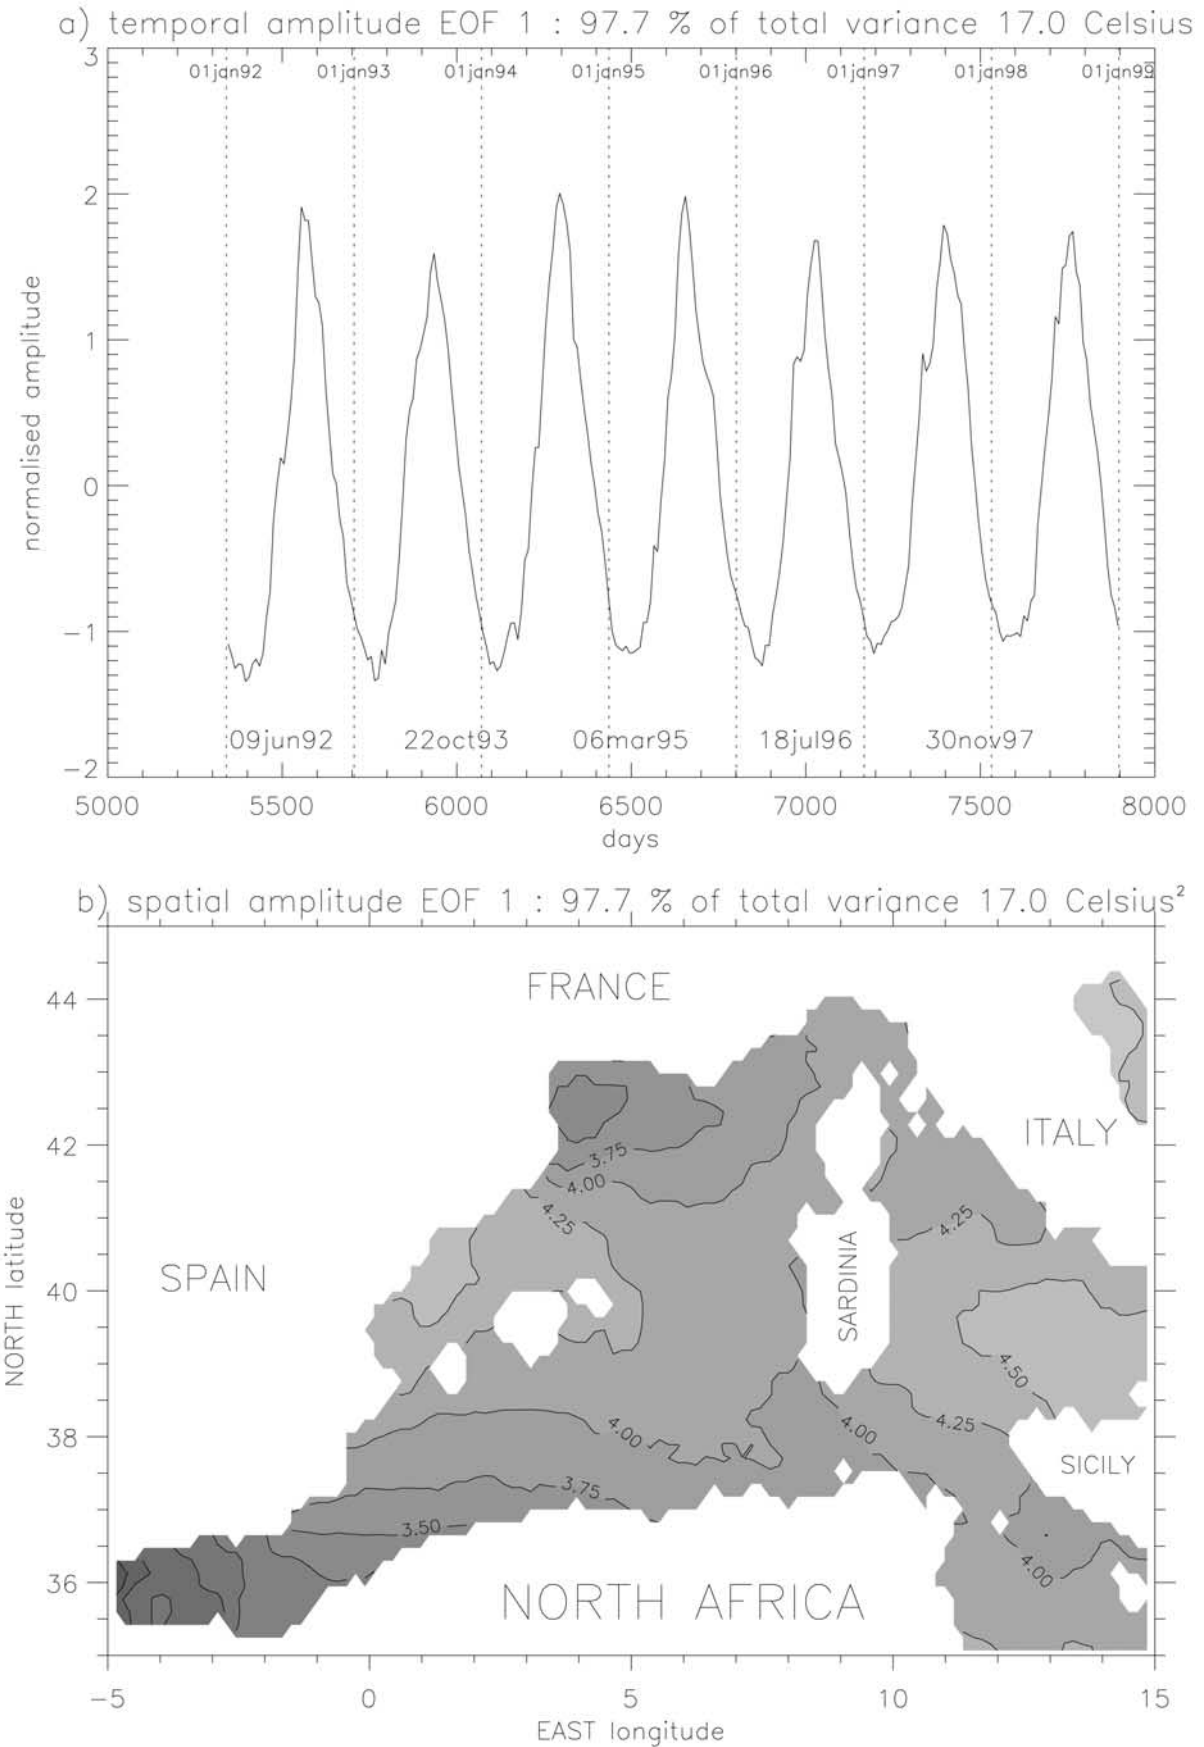 a) temporal amplitude EOF 1 : 97.7 % of total variance 17.0 Celsius
3
01jan92 01jan93 01jan94 01jan95 01jan96 01jan97 01jan98 01jan99
2
1
0
−1
−2
normalised amplitude
09jun92 22oct93 06mar95 18jul96 30nov97
5000 5500 6000 6500 7000 7500 8000
days
b) spatial amplitude EOF 1 : 97.7 % of total variance 17.0 Celsius²
FRANCE
44
ITALY
42
3.75
4.00
4.25
4.25
SPAIN
SARDINIA
40
NORTH latitude
4.50
4.00
4.00
4.25
38
SICILY
3.75
3.50
4.00
36
NORTH AFRICA
−5 0 5 10 15
EAST longitude